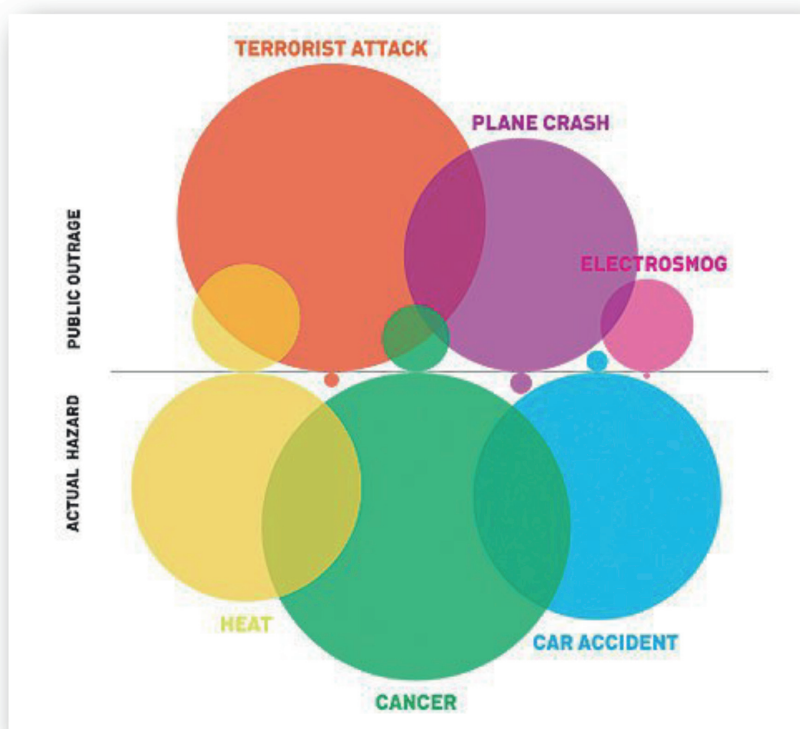 TERRORIST ATTACK
PLANE CRASH
ELECTROSMOG
PUBLIC OUTRAGE
ACTUAL HAZARD
HEAT
CAR ACCIDENT
CANCER